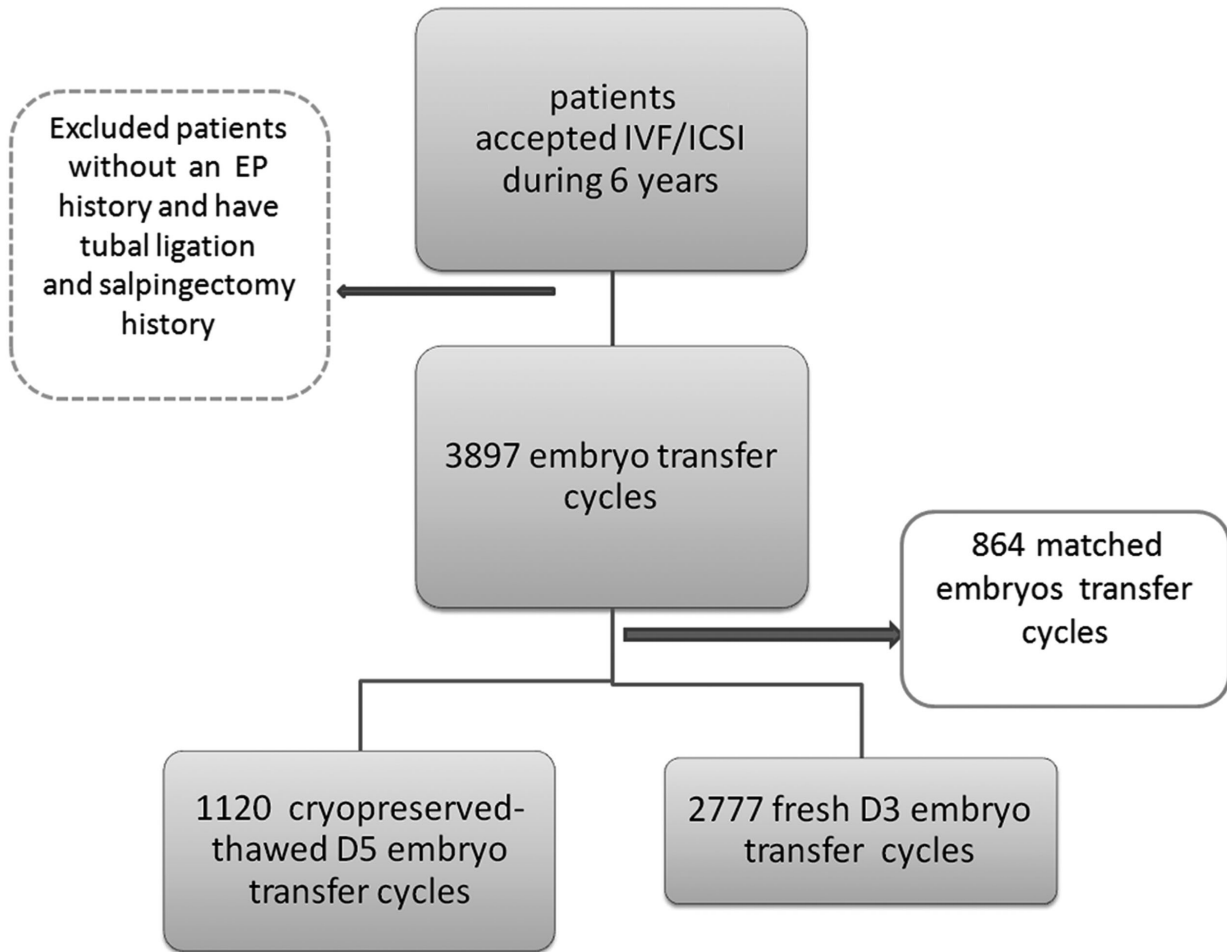 patients
accepted IVF/ICSI
during 6 years
Excluded patients
without an EP
history and have
tubal ligation
and salpingectomy
history
3897 embryo transfer
cycles
864 matched
embryos transfer
cycles
1120 cryopreserved-
thawed D5 embryo
transfer cycles
2777 fresh D3 embryo
transfer cycles